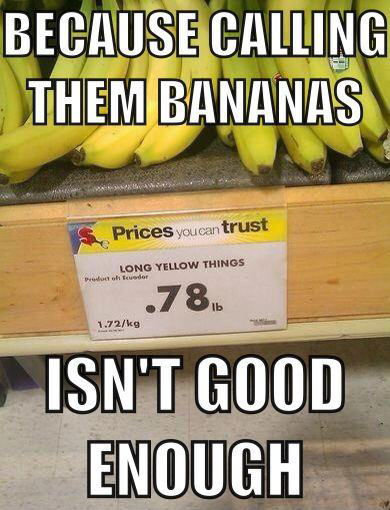 BECAUSE CALLING
THEM BANANAS
Prices you can trust
LONG YELLOW THINGS
Product of: Ecuador
.78 lb
1.72/kg
ISN'T GOOD
ENOUGH